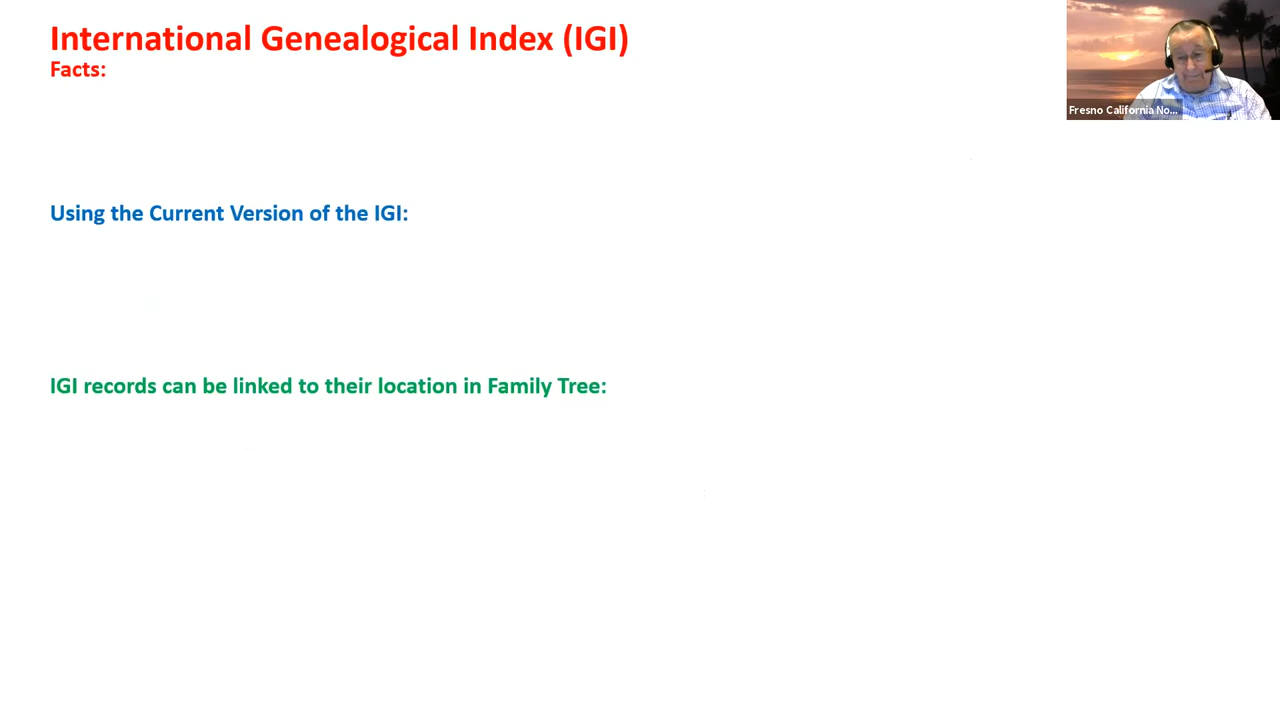 International Genealogical Index (IGI)
Facts:
Fresno California No...
Using the Current Version of the IGI:
IGI records can be linked to their location in Family Tree: